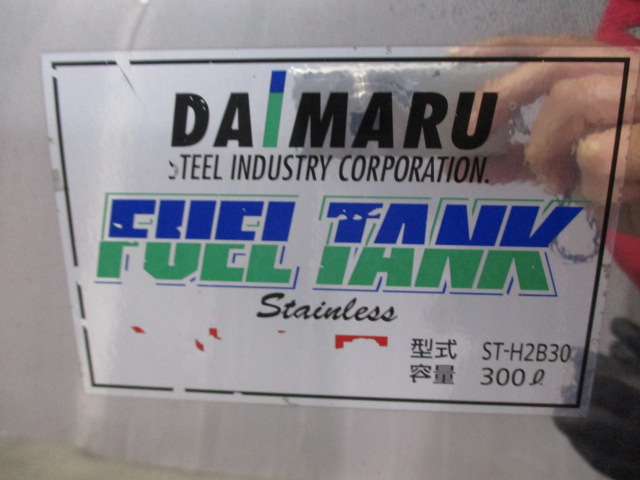 DAIMARU
STEEL INDUSTRY CORPORATION.
FUEL TANK
Stainless
型式 ST-H2B30
容量 300ℓ